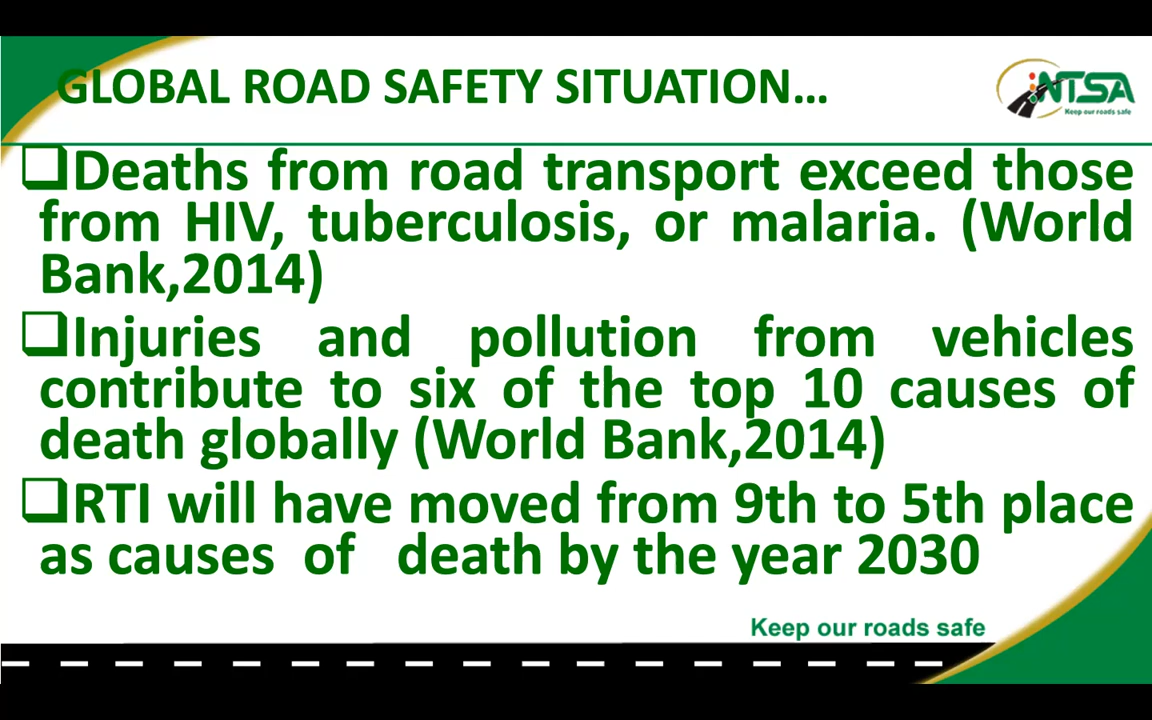 GLOBAL ROAD SAFETY SITUATION...
NTSA
Keep our roads safe
Deaths from road transport exceed those
from HIV, tuberculosis, or malaria. (World
Bank,2014)
Injuries and pollution from vehicles
contribute to six of the top 10 causes of
death globally (World Bank,2014)
RTI will have moved from 9th to 5th place
as causes of death by the year 2030
Keep our roads safe